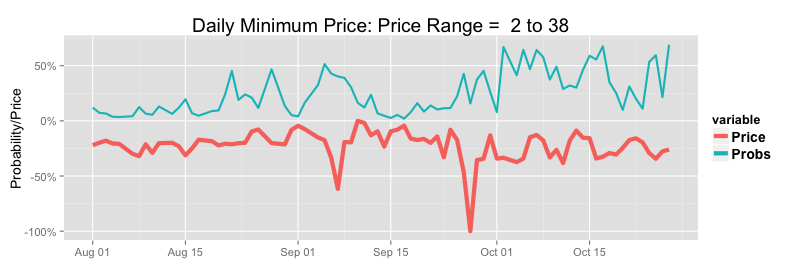 Daily Minimum Price: Price Range =  2 to 38
Probability/Price
50%
0%
-50%
-100%
Aug 01
Aug 15
Sep 01
Sep 15
Oct 01
Oct 15
variable
Price
Probs